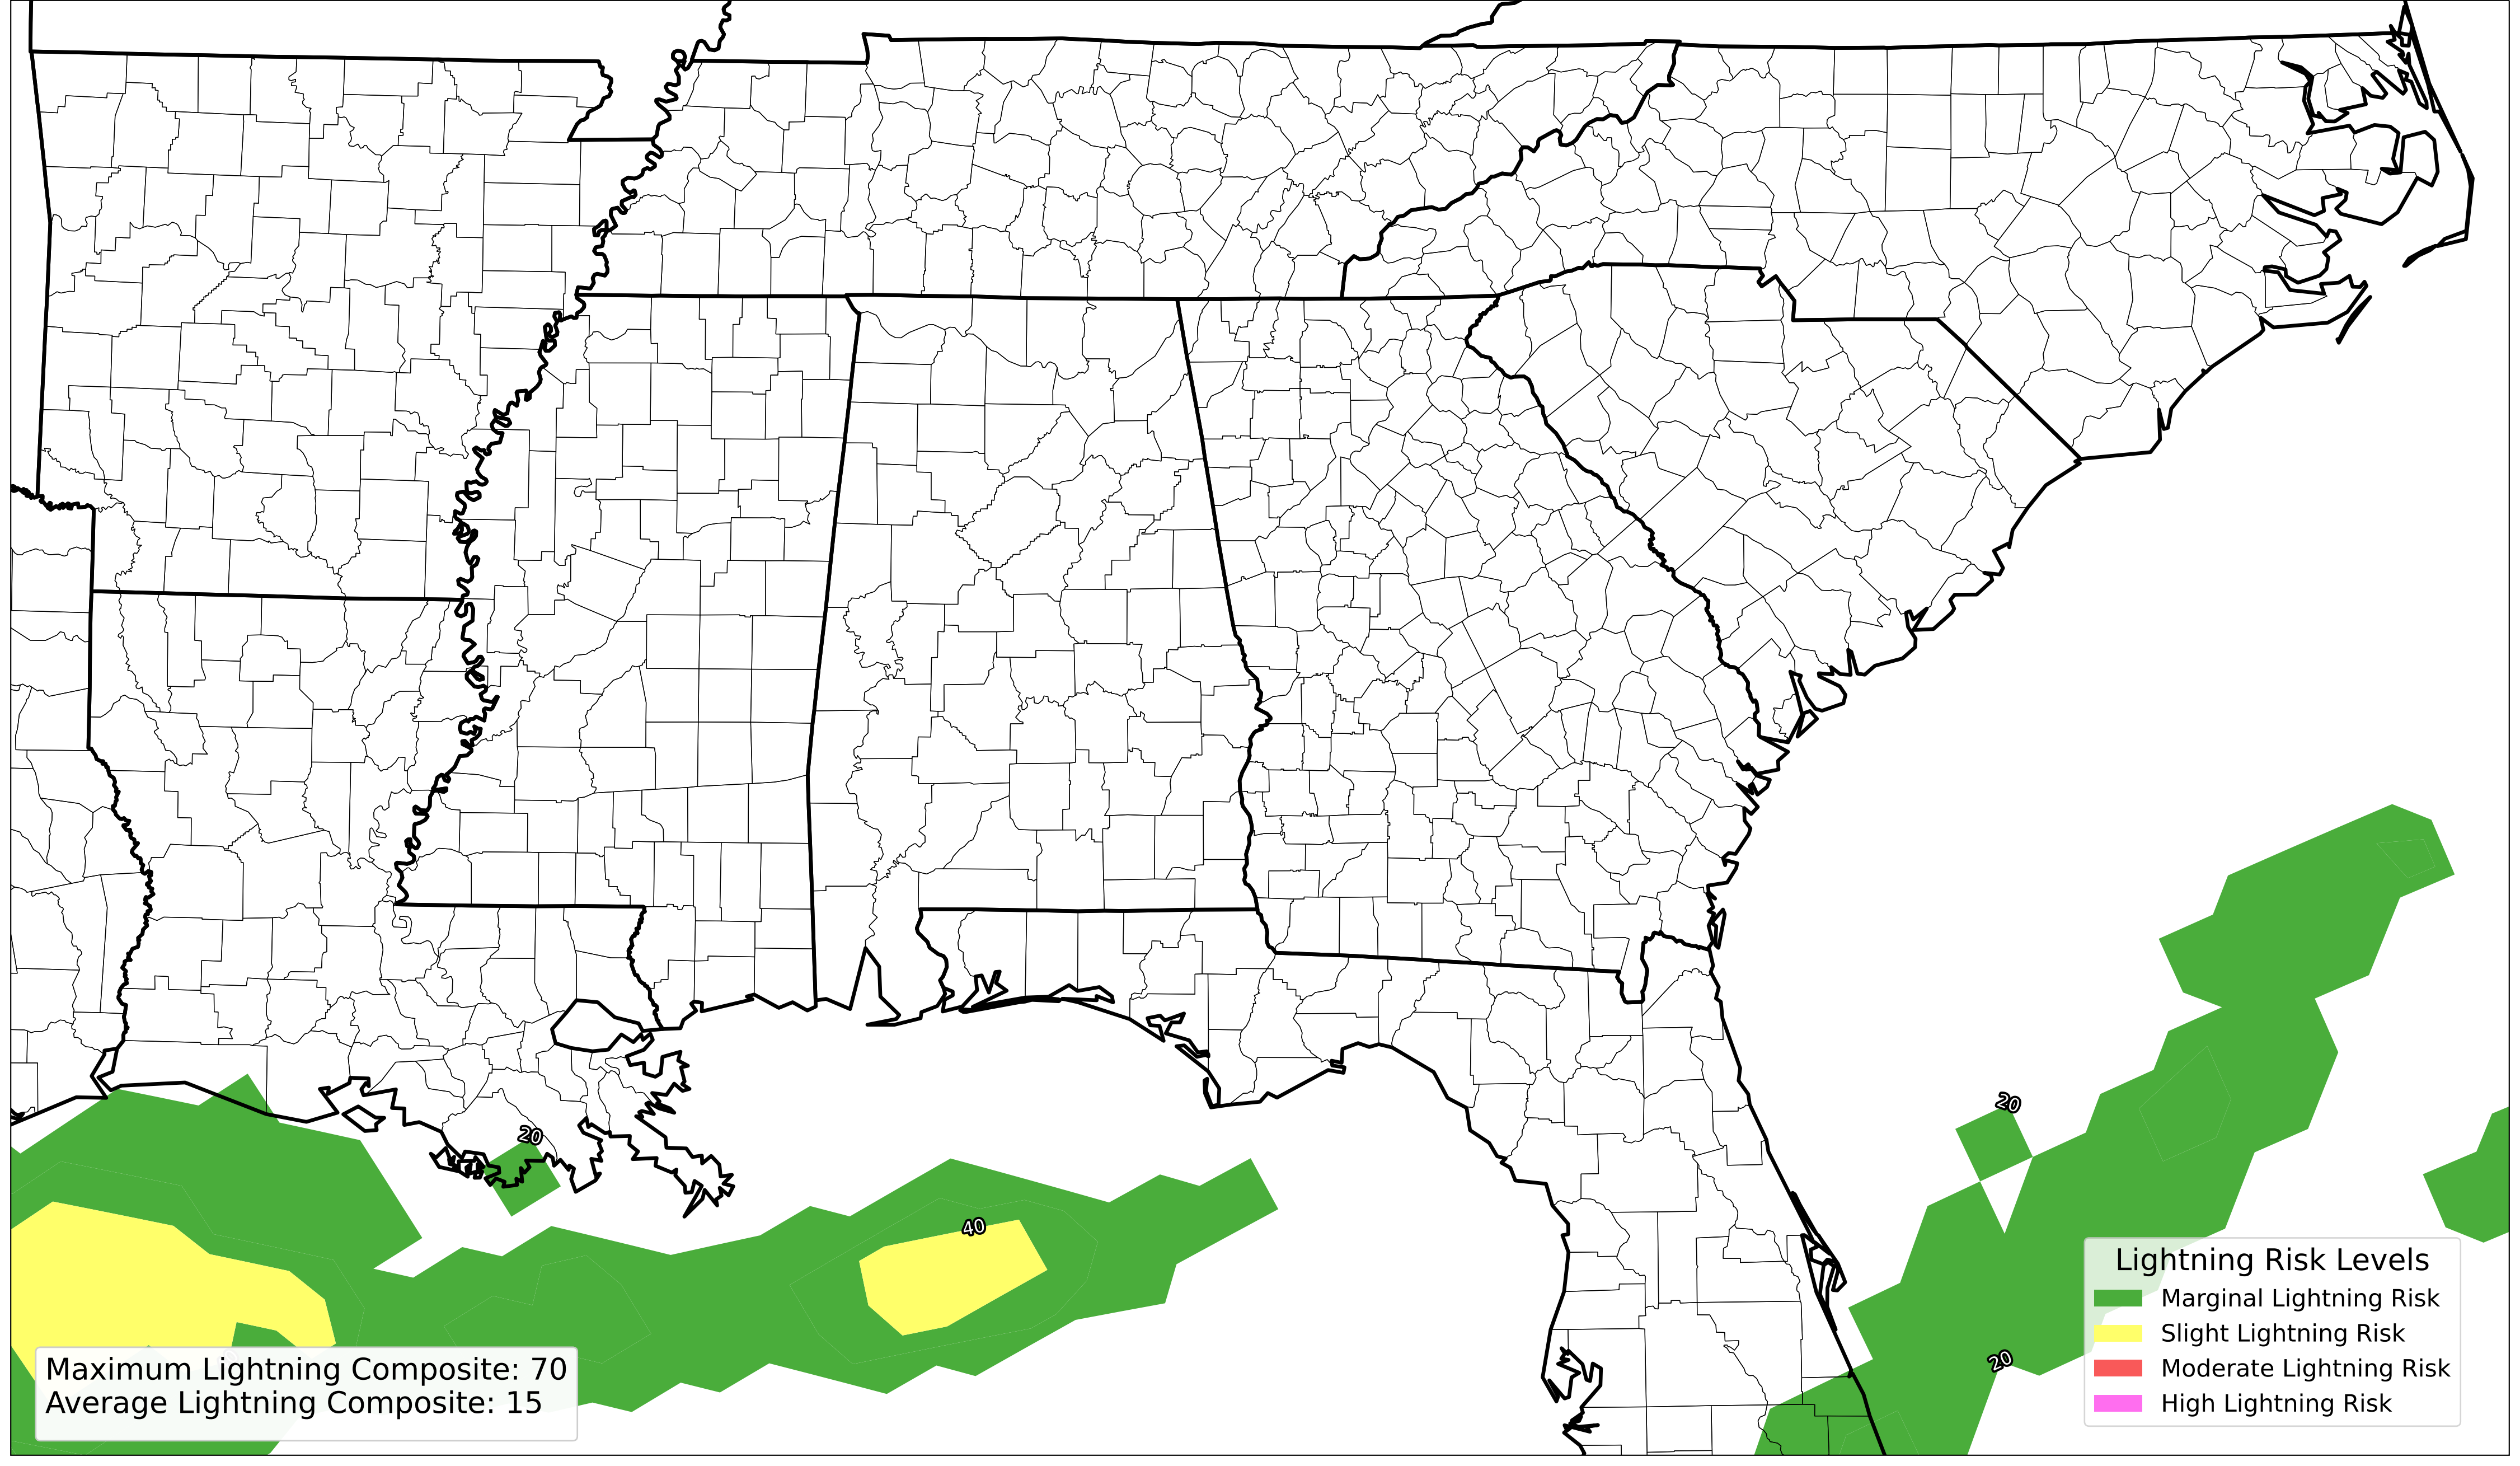 20
20
40
20
Lightning Risk Levels
Marginal Lightning Risk
Slight Lightning Risk
Moderate Lightning Risk
High Lightning Risk
Maximum Lightning Composite: 70
Average Lightning Composite: 15